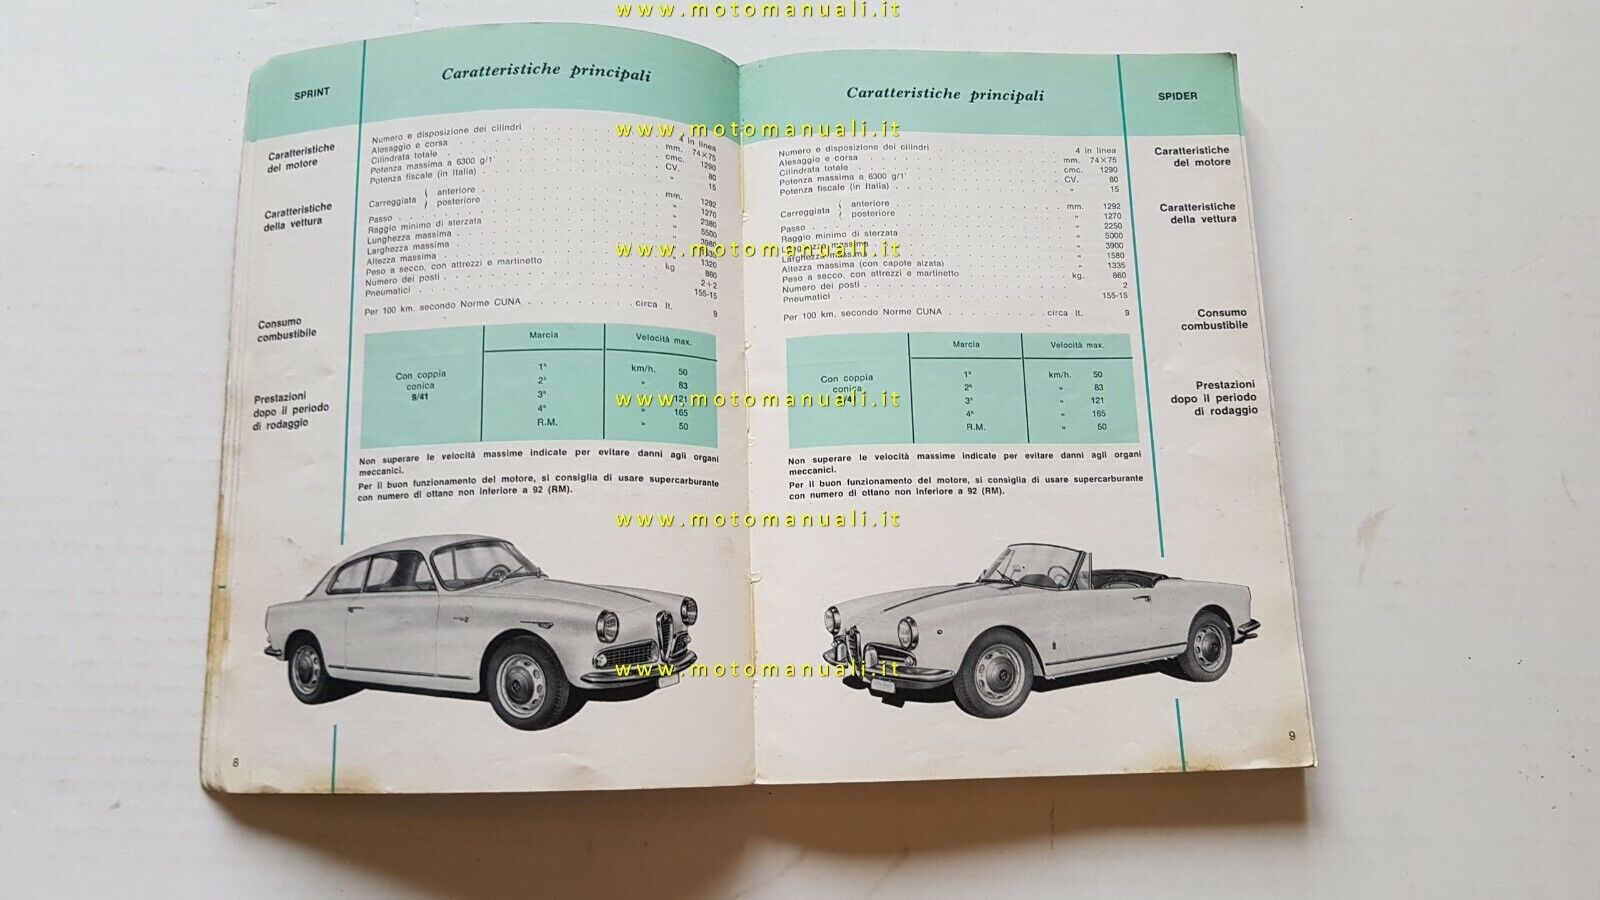 www.motomanuali.it
SPRINT
Caratteristiche principali
Caratteristiche
del motore
Numero e disposizione dei cilindri 4 in linea
Alesaggio e corsa mm. 74×75
Cilindrata totale cmc. 1290
Potenza massima a 6300 g/1' CV. 80
Potenza fiscale (in Italia) » 15
Caratteristiche
della vettura
Carreggiata { anteriore mm. 1292
posteriore » 1270
Passo » 2380
Raggio minimo di sterzata » 5500
Lunghezza massima » 3980
Larghezza massima »
Altezza massima » 1320
Peso a secco, con attrezzi e martinetto kg 880
Numero dei posti 2+2
Pneumatici 155-15
Consumo
combustibile
Per 100 km. secondo Norme CUNA circa lt. 9
Prestazioni
dopo il periodo
di rodaggio
Con coppia
conica
9/41
Marcia Velocità max.
1ª km/h. 50
2ª » 83
3ª » 121
4ª » 165
R.M. » 50
Non superare le velocità massime indicate per evitare danni agli organi
meccanici.
Per il buon funzionamento del motore, si consiglia di usare supercarburante
con numero di ottano non inferiore a 92 (RM).
8
Caratteristiche principali
SPIDER
Caratteristiche
del motore
Numero e disposizione dei cilindri 4 in linea
Alesaggio e corsa mm. 74×75
Cilindrata totale cmc. 1290
Potenza massima a 6300 g/1' CV. 80
Potenza fiscale (in Italia) » 15
Caratteristiche
della vettura
Carreggiata { anteriore mm. 1292
posteriore » 1270
Passo » 2250
Raggio minimo di sterzata » 5000
Lunghezza massima » 3900
Larghezza massima » 1580
Altezza massima (con capote alzata) » 1335
Peso a secco, con attrezzi e martinetto kg. 860
Numero dei posti 2
Pneumatici 155-15
Consumo
combustibile
Per 100 km. secondo Norme CUNA circa lt. 9
Prestazioni
dopo il periodo
di rodaggio
Con coppia
conica
9/41
Marcia Velocità max.
1ª km/h. 50
2ª » 83
3ª » 121
4ª » 165
R.M. » 50
Non superare le velocità massime indicate per evitare danni agli organi
meccanici.
Per il buon funzionamento del motore, si consiglia di usare supercarburante
con numero di ottano non inferiore a 92 (RM).
9
www.motomanuali.it
www.motomanuali.it
www.motomanuali.it
www.motomanuali.it
www.motomanuali.it